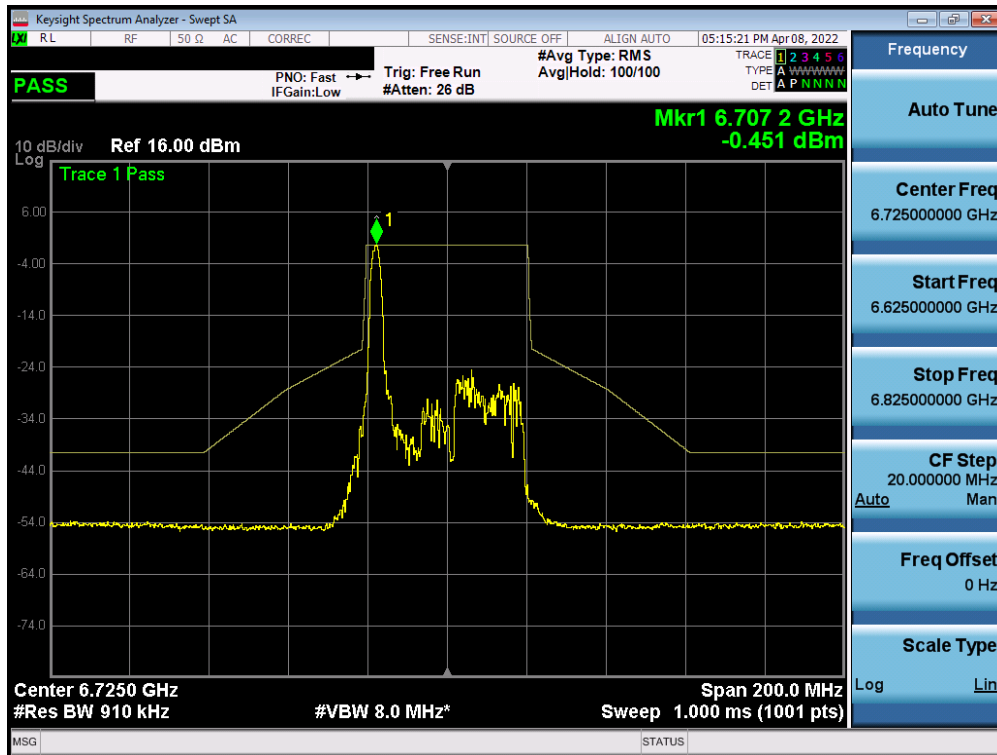 Keysight Spectrum Analyzer - Swept SA
LXI RL RF 50 Ω AC CORREC SENSE:INT SOURCE OFF ALIGN AUTO 05:15:21 PM Apr 08, 2022
PASS
PNO: Fast
IFGain:Low
Trig: Free Run
#Atten: 26 dB
#Avg Type: RMS
Avg|Hold: 100/100
TRACE 1 2 3 4 5 6
TYPE A WWWWW
DET A P N N N N
Mkr1 6.707 2 GHz
-0.451 dBm
10 dB/div Ref 16.00 dBm
Log
Trace 1 Pass
1
6.00
-4.00
-14.0
-24.0
-34.0
-44.0
-54.0
-64.0
-74.0
Center 6.7250 GHz Span 200.0 MHz
#Res BW 910 kHz #VBW 8.0 MHz* Sweep 1.000 ms (1001 pts)
MSG STATUS
Frequency
Auto Tune
Center Freq
6.725000000 GHz
Start Freq
6.625000000 GHz
Stop Freq
6.825000000 GHz
CF Step
20.000000 MHz
Auto Man
Freq Offset
0 Hz
Scale Type
Log Lin